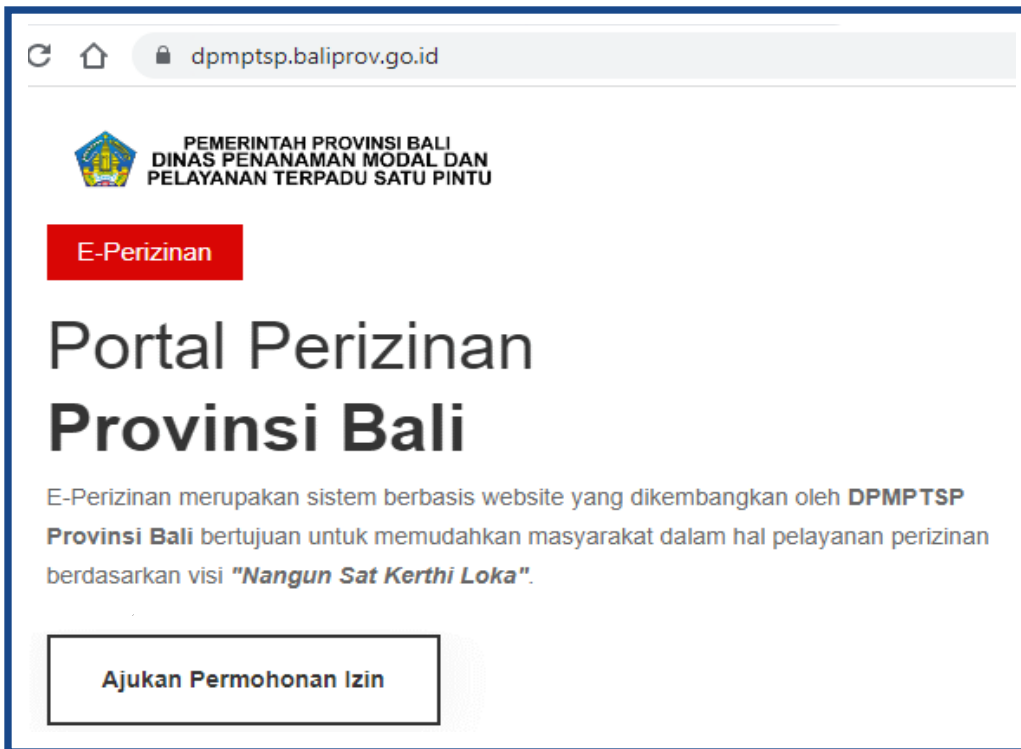 dpmptsp.baliprov.go.id
PEMERINTAH PROVINSI BALI
DINAS PENANAMAN MODAL DAN
PELAYANAN TERPADU SATU PINTU
E-Perizinan
Portal Perizinan
Provinsi Bali
E-Perizinan merupakan sistem berbasis website yang dikembangkan oleh DPMPTSP
Provinsi Bali bertujuan untuk memudahkan masyarakat dalam hal pelayanan perizinan
berdasarkan visi "Nangun Sat Kerthi Loka".
Ajukan Permohonan Izin